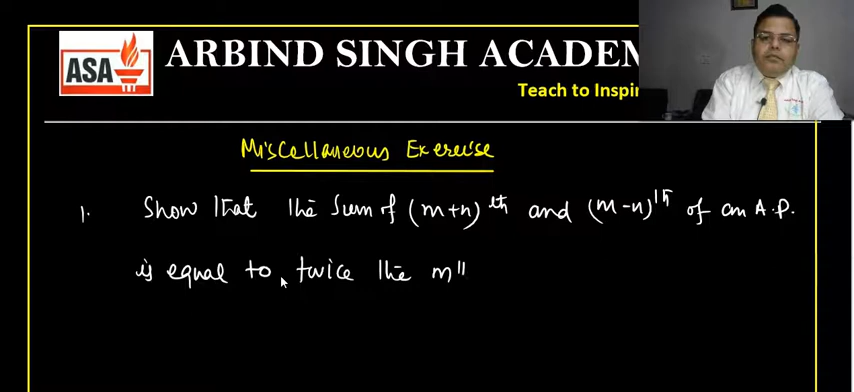 ASA
ARBIND SINGH ACADEM
Teach to Inspir
Miscellaneous Exercise
1. Show that the Sum of (m+n)th and (m-n)th of an A.P.
is equal to twice the m